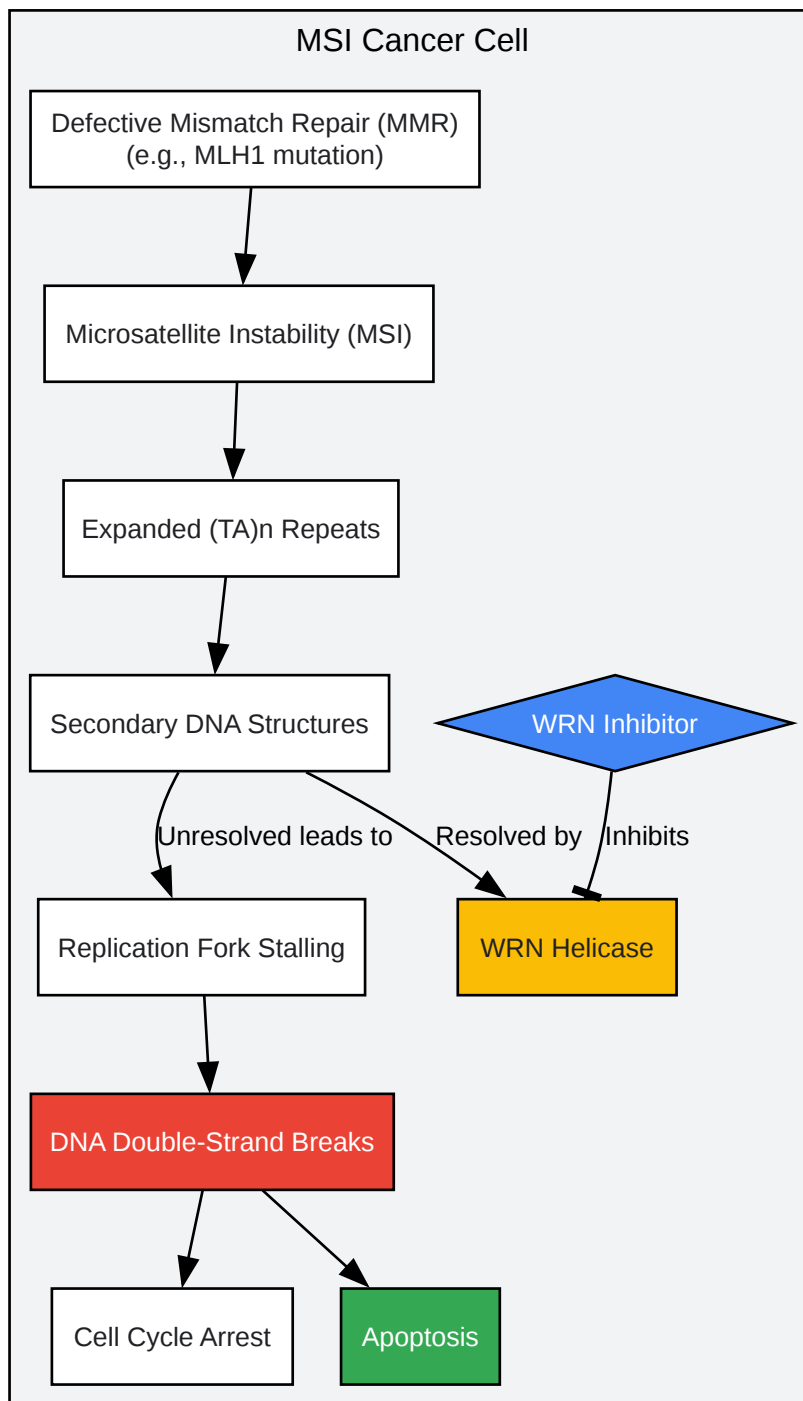 MSI Cancer Cell
Defective Mismatch Repair (MMR)
(e.g., MLH1 mutation)
Microsatellite Instability (MSI)
Expanded (TA)n Repeats
Secondary DNA Structures
WRN Inhibitor
Unresolved leads to
Resolved by
Inhibits
Replication Fork Stalling
WRN Helicase
DNA Double-Strand Breaks
Cell Cycle Arrest
Apoptosis